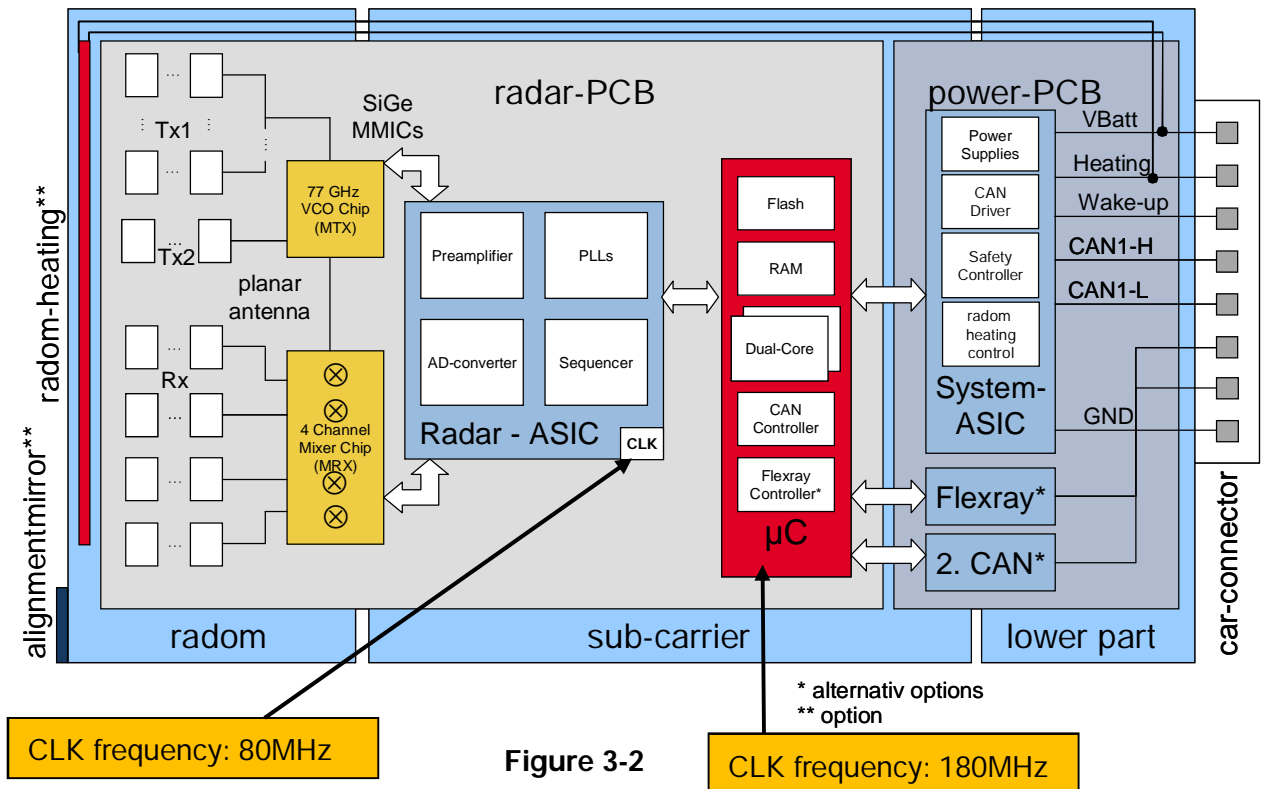 radar-PCB
power-PCB
SiGe
MMICs
...
Tx1
...
...
Tx2
77 GHz
VCO Chip
(MTX)
planar
antenna
...
Rx
...
...
...
4 Channel
Mixer Chip
(MRX)
Preamplifier
PLLs
AD-converter
Sequencer
Radar - ASIC
CLK
Flash
RAM
Dual-Core
CAN
Controller
Flexray
Controller*
µC
Power
Supplies
CAN
Driver
Safety
Controller
radom
heating
control
System-
ASIC
Flexray*
2. CAN*
VBatt
Heating
Wake-up
CAN1-H
CAN1-L
GND
car-connector
radom-heating**
alignmentmirror**
radom
sub-carrier
lower part
* alternativ options
** option
CLK frequency: 80MHz
Figure 3-2
CLK frequency: 180MHz